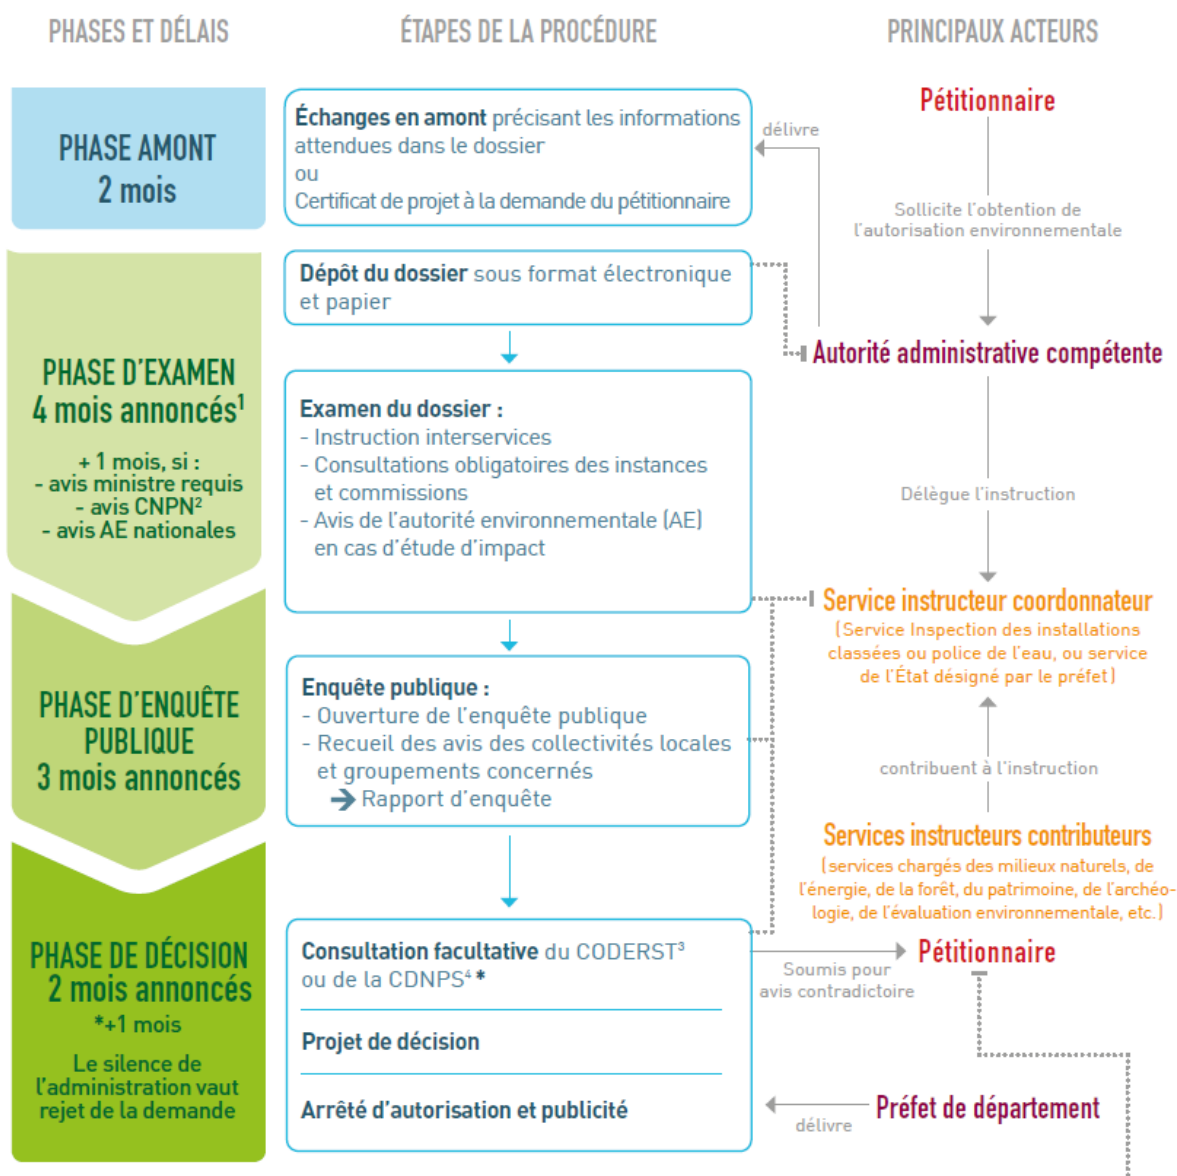 PHASES ET DÉLAIS
ÉTAPES DE LA PROCÉDURE
PRINCIPAUX ACTEURS
PHASE AMONT
2 mois
Échanges en amont précisant les informations
attendues dans le dossier
ou
Certificat de projet à la demande du pétitionnaire
délivre
Pétitionnaire
Sollicite l'obtention de
l'autorisation environnementale
Dépôt du dossier sous format électronique
et papier
Autorité administrative compétente
PHASE D'EXAMEN
4 mois annoncés¹
+ 1 mois, si :
- avis ministre requis
- avis CNPN²
- avis AE nationales
Examen du dossier :
- Instruction interservices
- Consultations obligatoires des instances
et commissions
- Avis de l'autorité environnementale (AE)
en cas d'étude d'impact
Délègue l'instruction
Service instructeur coordonnateur
(Service Inspection des installations
classées ou police de l'eau, ou service
de l'État désigné par le préfet)
PHASE D'ENQUÊTE
PUBLIQUE
3 mois annoncés
Enquête publique :
- Ouverture de l'enquête publique
- Recueil des avis des collectivités locales
et groupements concernés
→ Rapport d'enquête
contribuent à l'instruction
Services instructeurs contributeurs
(services chargés des milieux naturels, de
l'énergie, de la forêt, du patrimoine, de l'archéo-
logie, de l'évaluation environnementale, etc.)
PHASE DE DÉCISION
2 mois annoncés
*+1 mois
Le silence de
l'administration vaut
rejet de la demande
Consultation facultative du CODERST³
ou de la CDNPS⁴ *
Projet de décision
Arrêté d'autorisation et publicité
Soumis pour
avis contradictoire
Pétitionnaire
délivre
Préfet de département